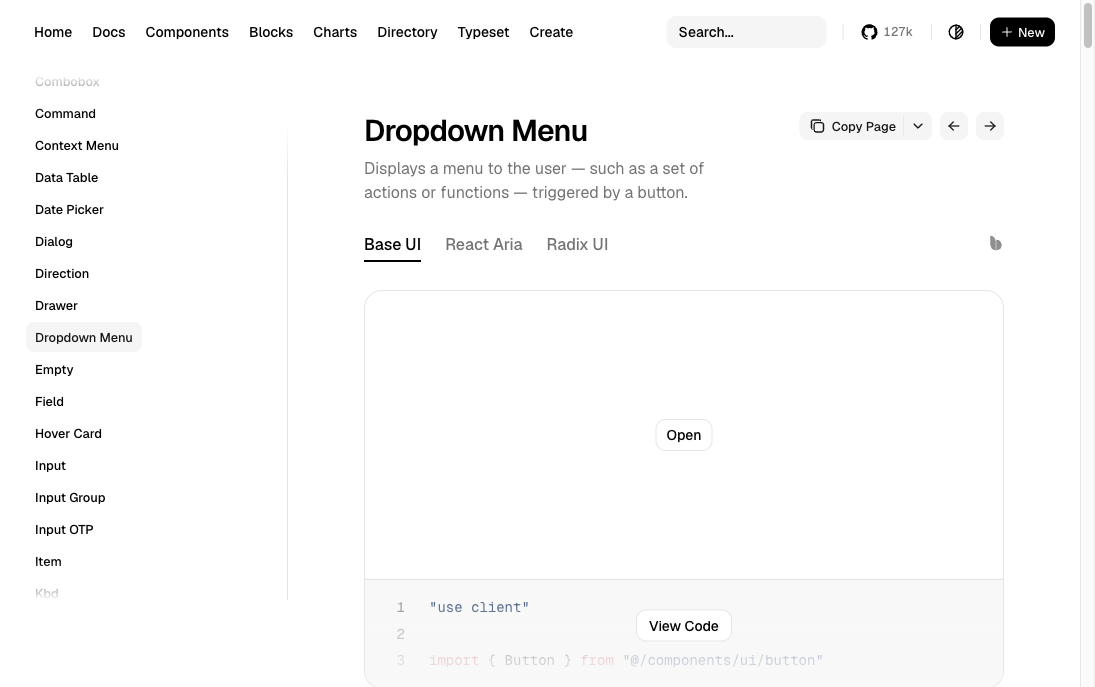 Home Docs Components Blocks Charts Directory Typeset Create Search... 127k New
Combobox
Command
Context Menu
Data Table
Date Picker
Dialog
Direction
Drawer
Dropdown Menu
Empty
Field
Hover Card
Input
Input Group
Input OTP
Item
Kbd
Dropdown Menu
Copy Page
Displays a menu to the user — such as a set of
actions or functions — triggered by a button.
Base UI React Aria Radix UI
Open
1 "use client"
2
View Code
3 import { Button } from "@/components/ui/button"